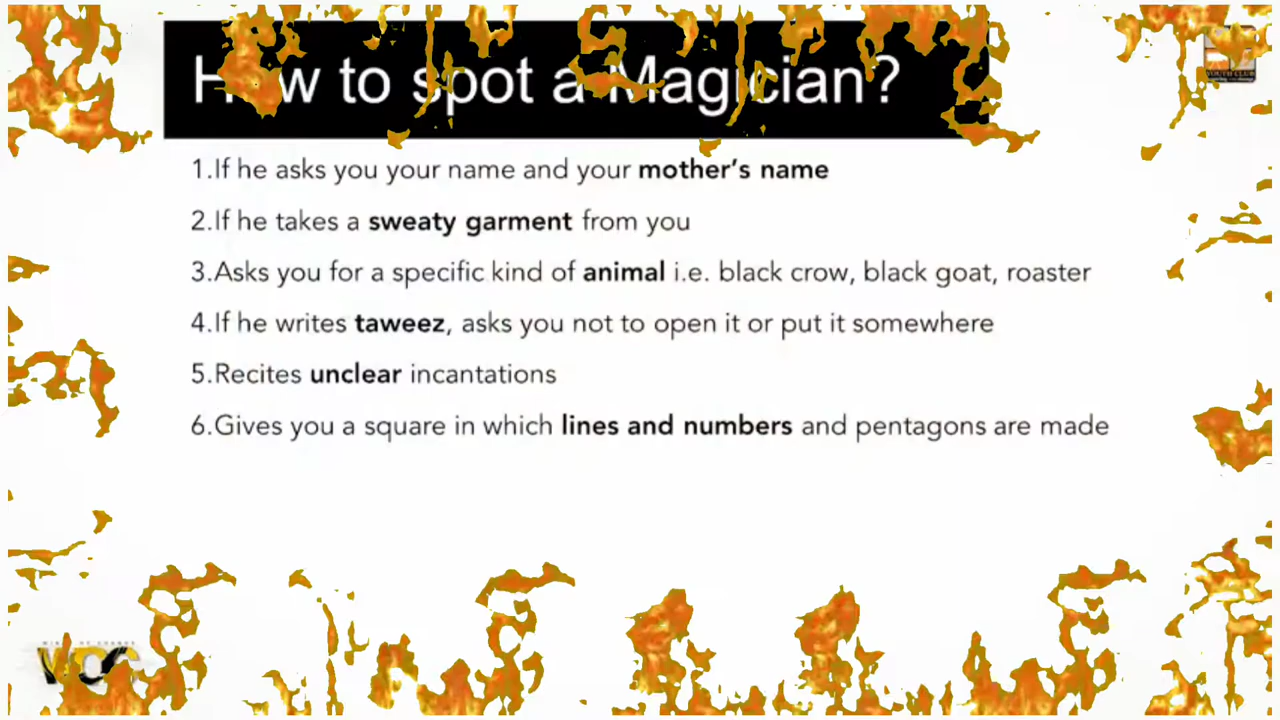 How to spot a Magician?
YOUTH CLUB
1.If he asks you your name and your mother's name
2.If he takes a sweaty garment from you
3.Asks you for a specific kind of animal i.e. black crow, black goat, roaster
4.If he writes taweez, asks you not to open it or put it somewhere
5.Recites unclear incantations
6.Gives you a square in which lines and numbers and pentagons are made